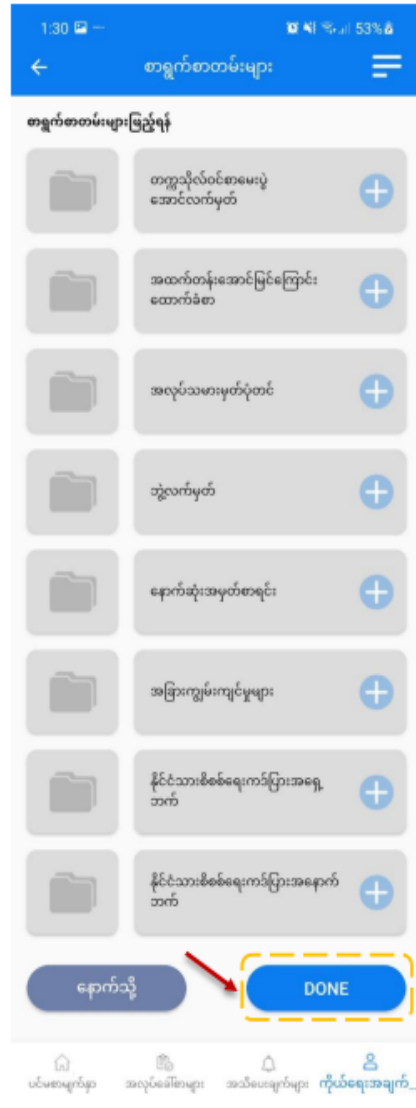 1:30
53%
စာရွက်စာတမ်းများ
စာရွက်စာတမ်းများဖြည့်ရန်
တက္ကသိုလ်ဝင်စာမေးပွဲ
အောင်လက်မှတ်
အထက်တန်းအောင်မြင်ကြောင်း
ထောက်ခံစာ
အလုပ်သမားမှတ်ပုံတင်
ဘွဲ့လက်မှတ်
နောက်ဆုံးအမှတ်စာရင်း
အခြားကျွမ်းကျင်မှုများ
နိုင်ငံသားစိစစ်ရေးကဒ်ပြားအရှေ့
ဘက်
နိုင်ငံသားစိစစ်ရေးကဒ်ပြားအနောက်
ဘက်
နောက်သို့
DONE
ပင်မစာမျက်နှာ
အလုပ်ခေါ်စာများ
အသိပေးချက်များ
ကိုယ်ရေးအချက်...